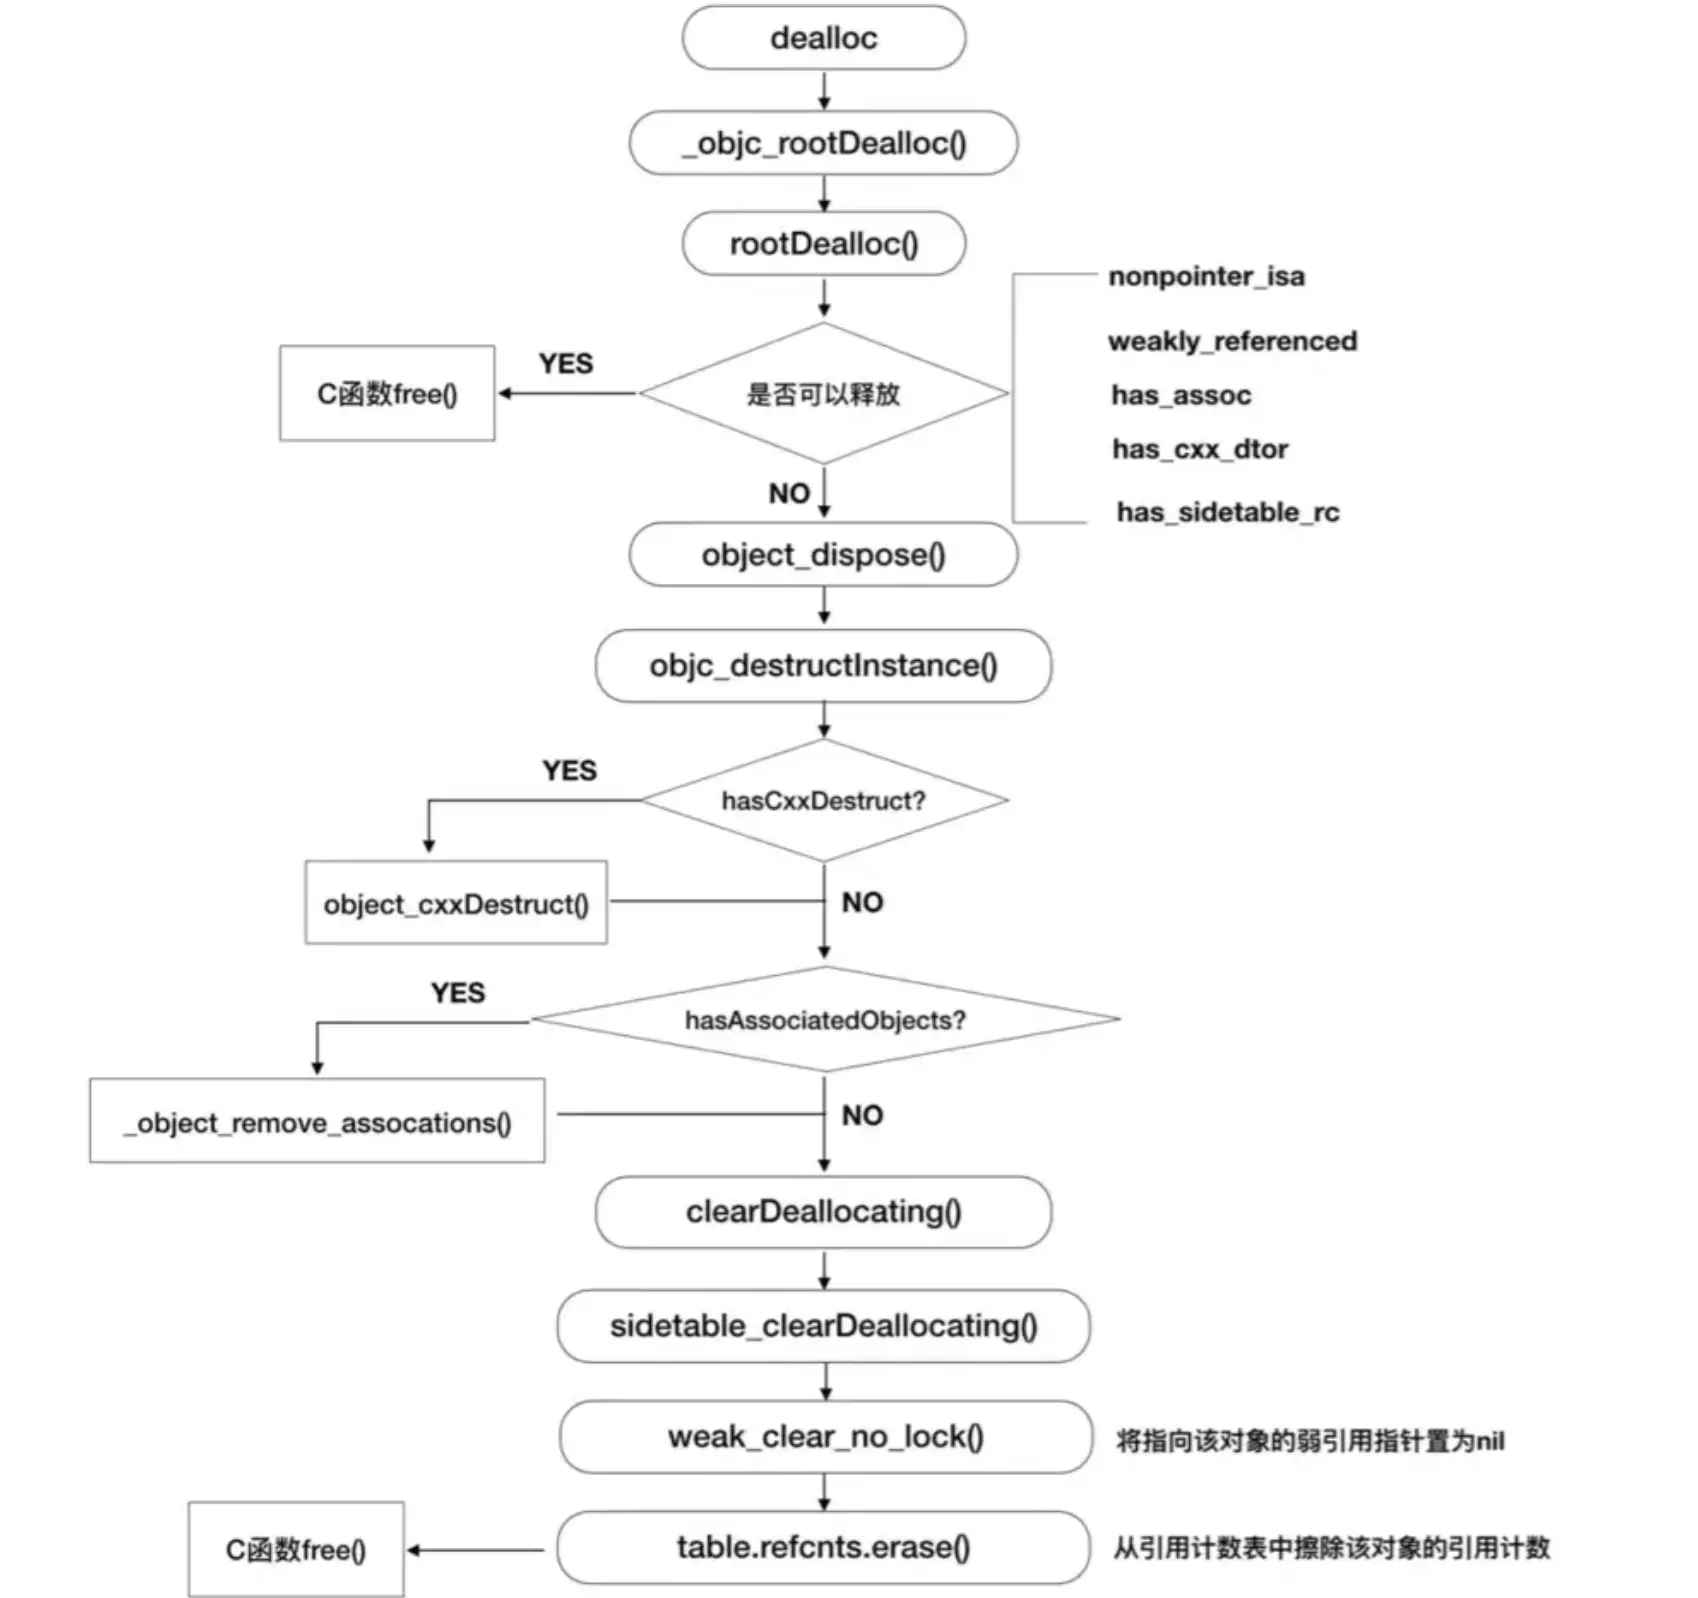 dealloc
_objc_rootDealloc()
rootDealloc()
nonpointer_isa
weakly_referenced
YES
C函数free()
是否可以释放
has_assoc
has_cxx_dtor
NO
has_sidetable_rc
object_dispose()
objc_destructInstance()
YES
hasCxxDestruct?
object_cxxDestruct()
NO
YES
hasAssociatedObjects?
_object_remove_assocations()
NO
clearDeallocating()
sidetable_clearDeallocating()
weak_clear_no_lock()
将指向该对象的弱引用指针置为nil
C函数free()
table.refcnts.erase()
从引用计数表中擦除该对象的引用计数